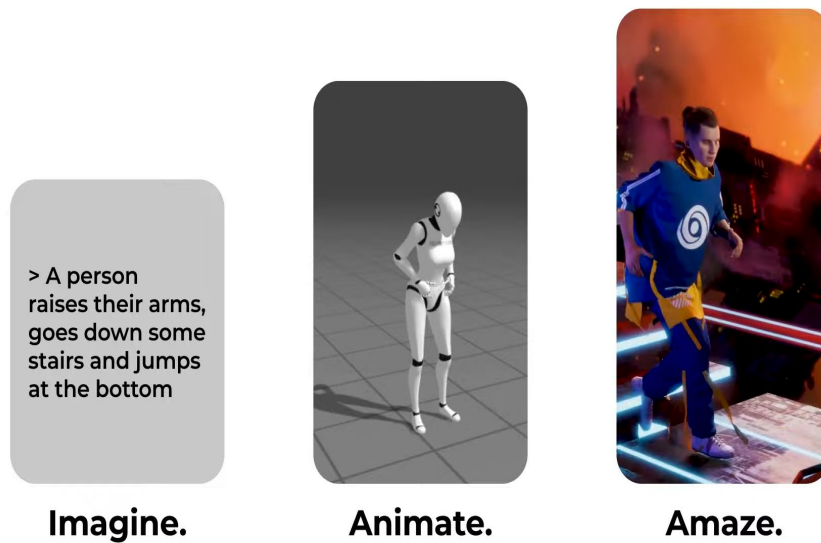 > A person
raises their arms,
goes down some
stairs and jumps
at the bottom
Imagine.
Animate.
Amaze.